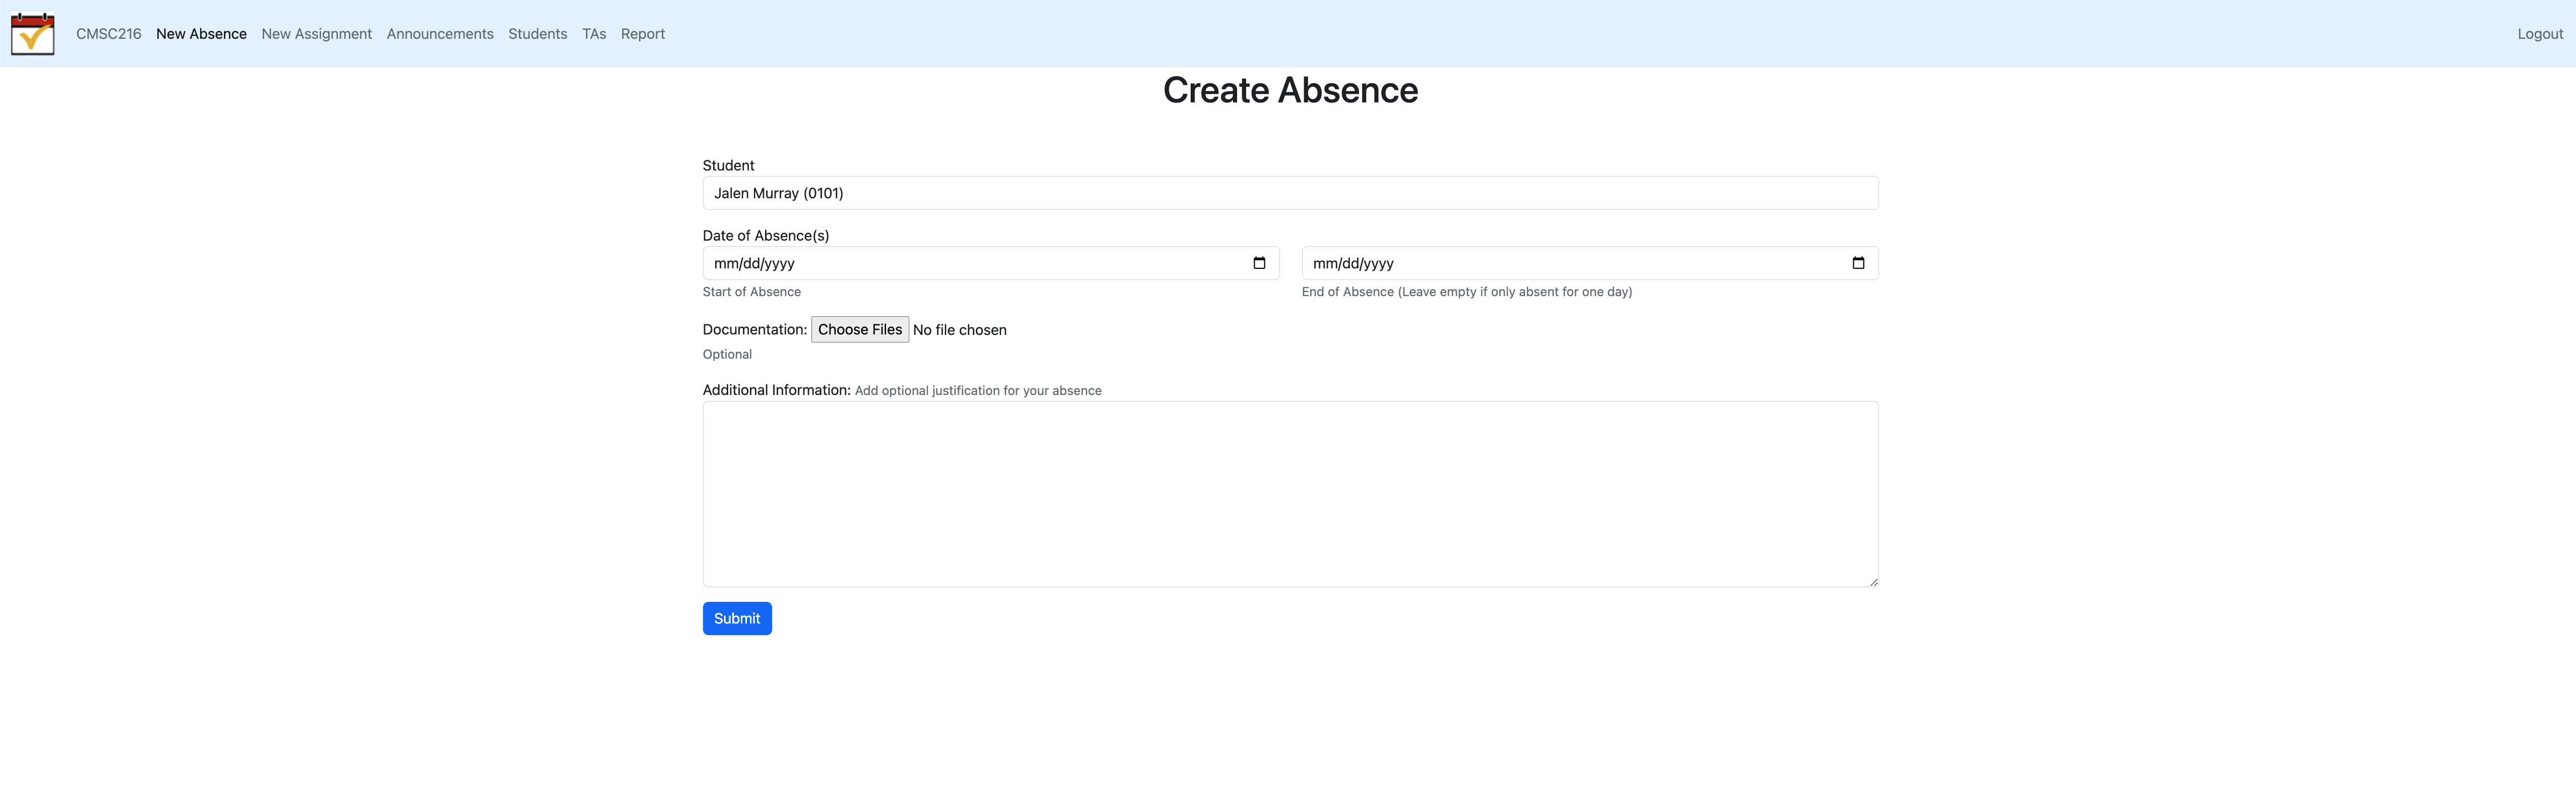 CMSC216 New Absence New Assignment Announcements Students TAs Report Logout
Create Absence
Student
Jalen Murray (0101)
Date of Absence(s)
mm/dd/yyyy mm/dd/yyyy
Start of Absence End of Absence (Leave empty if only absent for one day)
Documentation: Choose Files No file chosen
Optional
Additional Information: Add optional justification for your absence
Submit